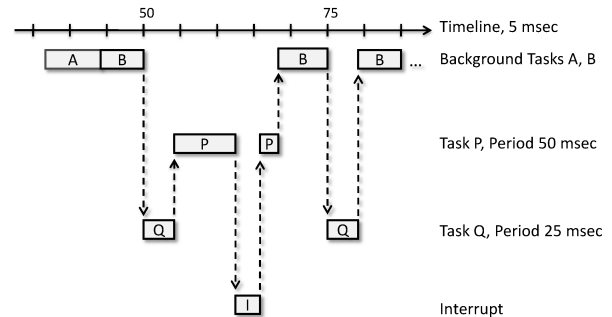 50 75
Timeline, 5 msec
A B B B ... Background Tasks A, B
P P Task P, Period 50 msec
Q Q Task Q, Period 25 msec
I Interrupt